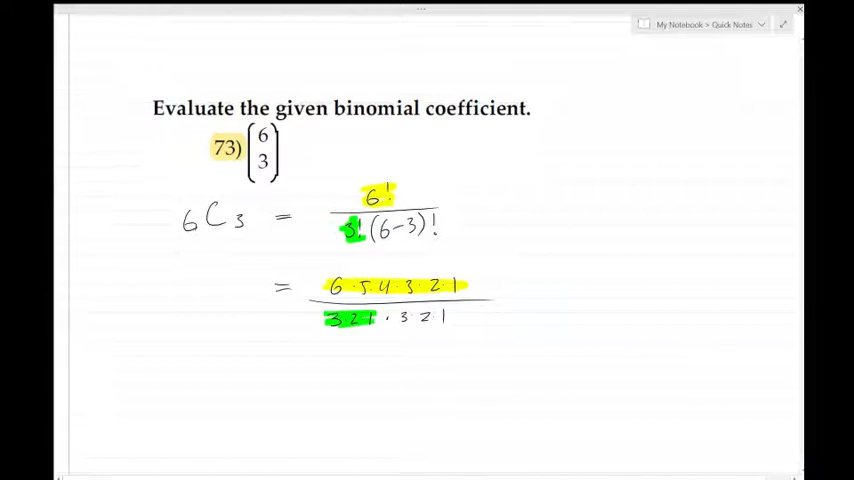 My Notebook > Quick Notes
Evaluate the given binomial coefficient.
73) (6
3)
6C3 = 6! / 3!(6-3)!
= 6·5·4·3·2·1 / 3·2·1·3·2·1